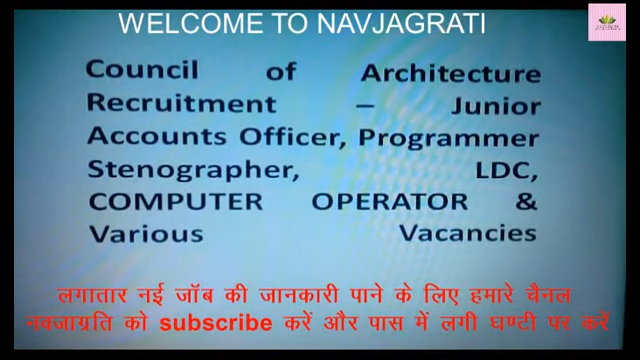 WELCOME TO NAVJAGRATI
Council of Architecture
Recruitment – Junior
Accounts Officer, Programmer
Stenographer, LDC,
COMPUTER OPERATOR &
Various Vacancies
लगातार नई जॉब की जानकारी पाने के लिए हमारे चैनल
नवजाग्रति को subscribe करें और पास में लगी घण्टी पर करें